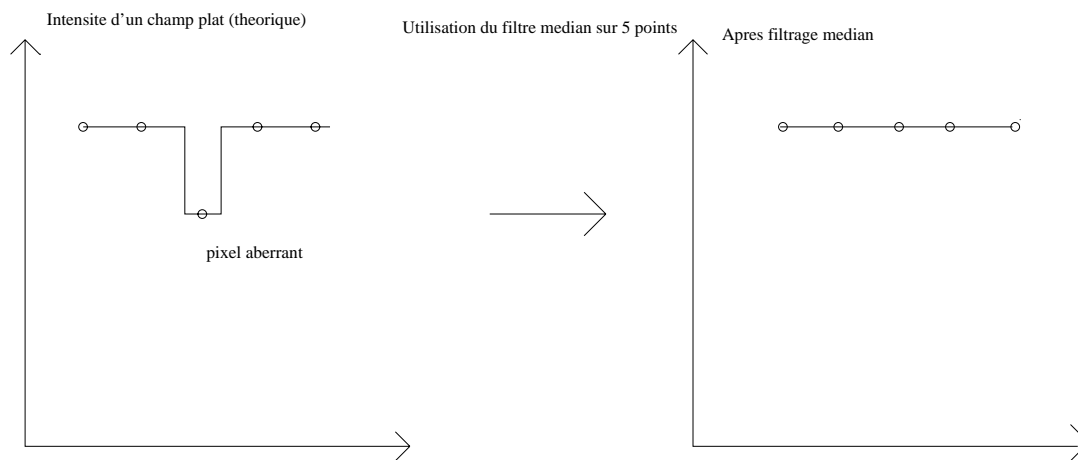 Intensite d'un champ plat (theorique)
Utilisation du filtre median sur 5 points
Apres filtrage median
pixel aberrant